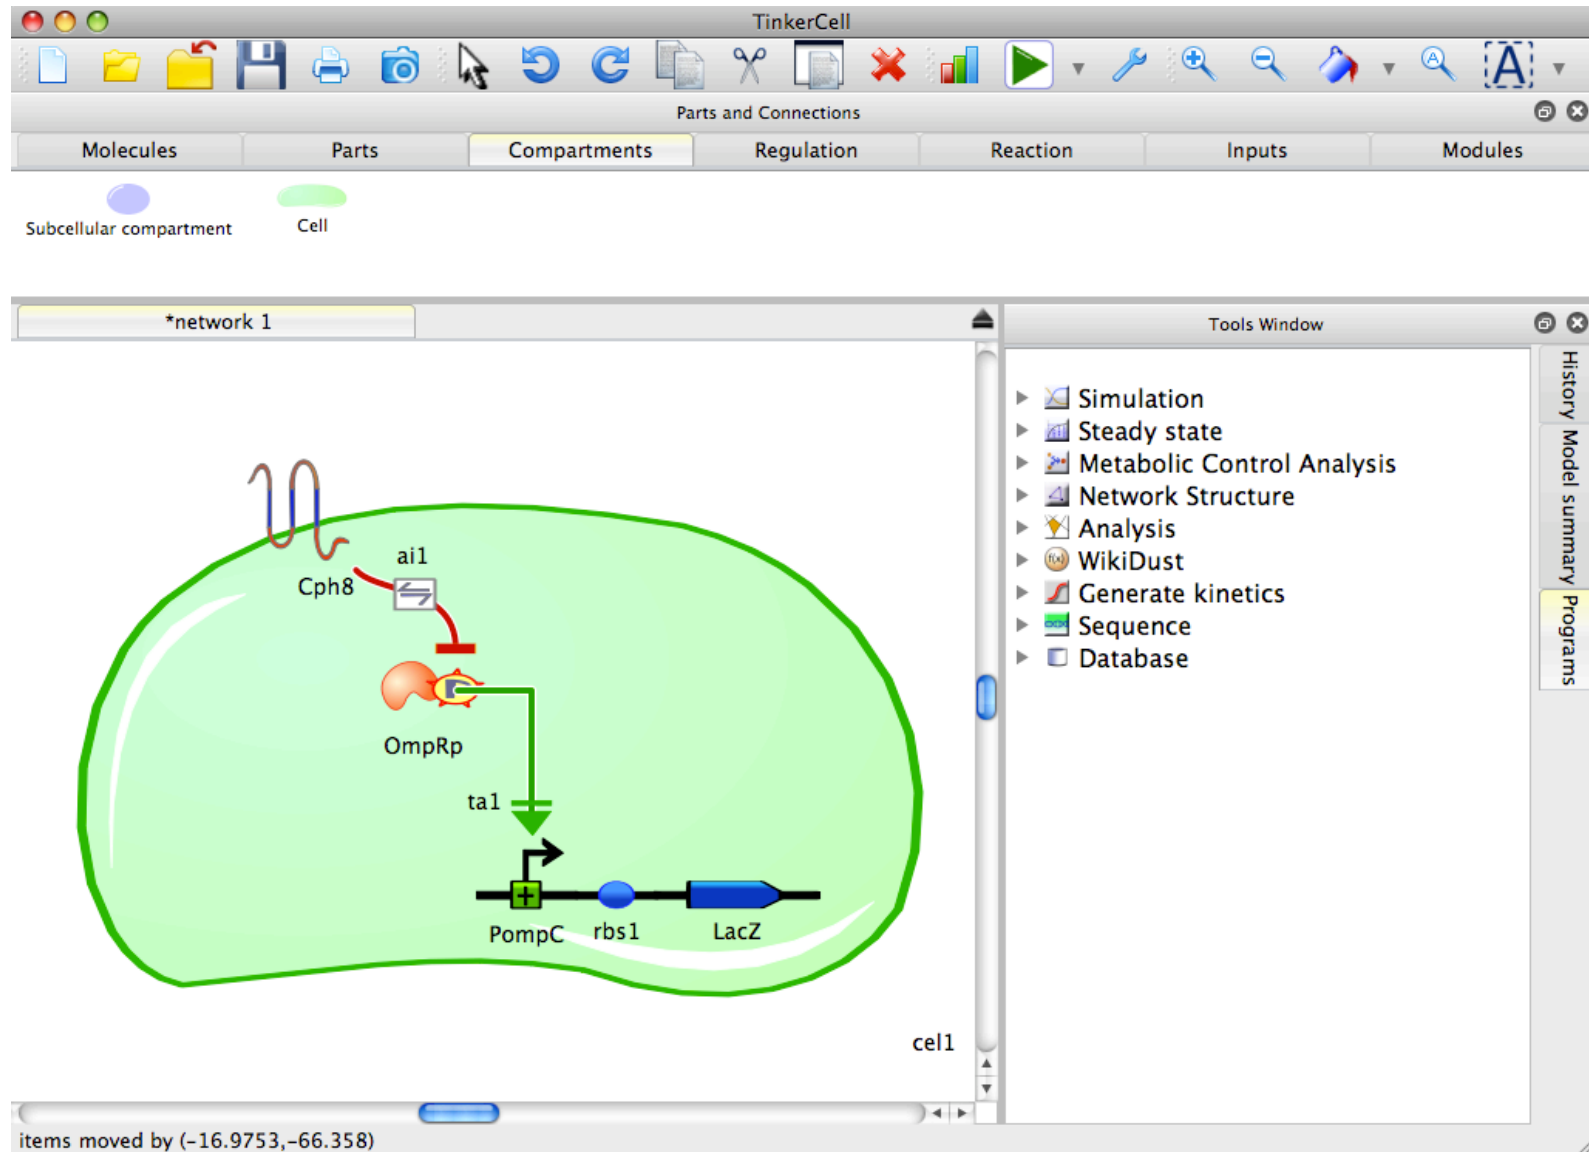 TinkerCell
A
A
Parts and Connections
Molecules Parts Compartments Regulation Reaction Inputs Modules
Subcellular compartment Cell
*network 1
Tools Window
History
Model summary
Programs
Simulation
Steady state
Metabolic Control Analysis
Network Structure
Analysis
f(x) WikiDust
Generate kinetics
Sequence
Database
ai1
Cph8
OmpRp
ta1
+
PompC rbs1 LacZ
cel1
items moved by (-16.9753,-66.358)